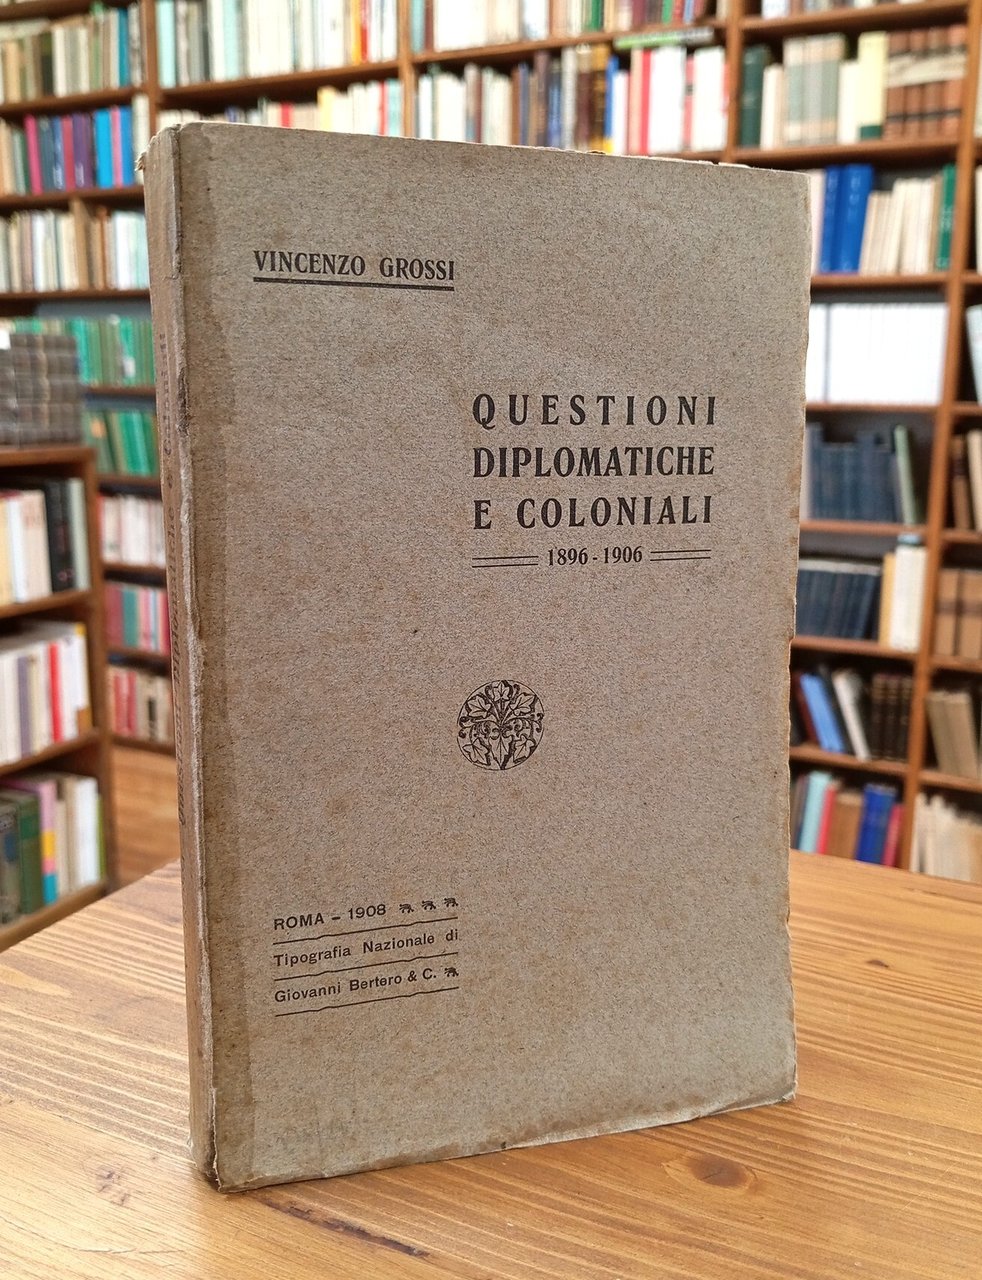 VINCENZO GROSSI
QUESTIONI
DIPLOMATICHE
E COLONIALI
1896-1906
ROMA – 1908
Tipografia Nazionale di
Giovanni Bertero & C.